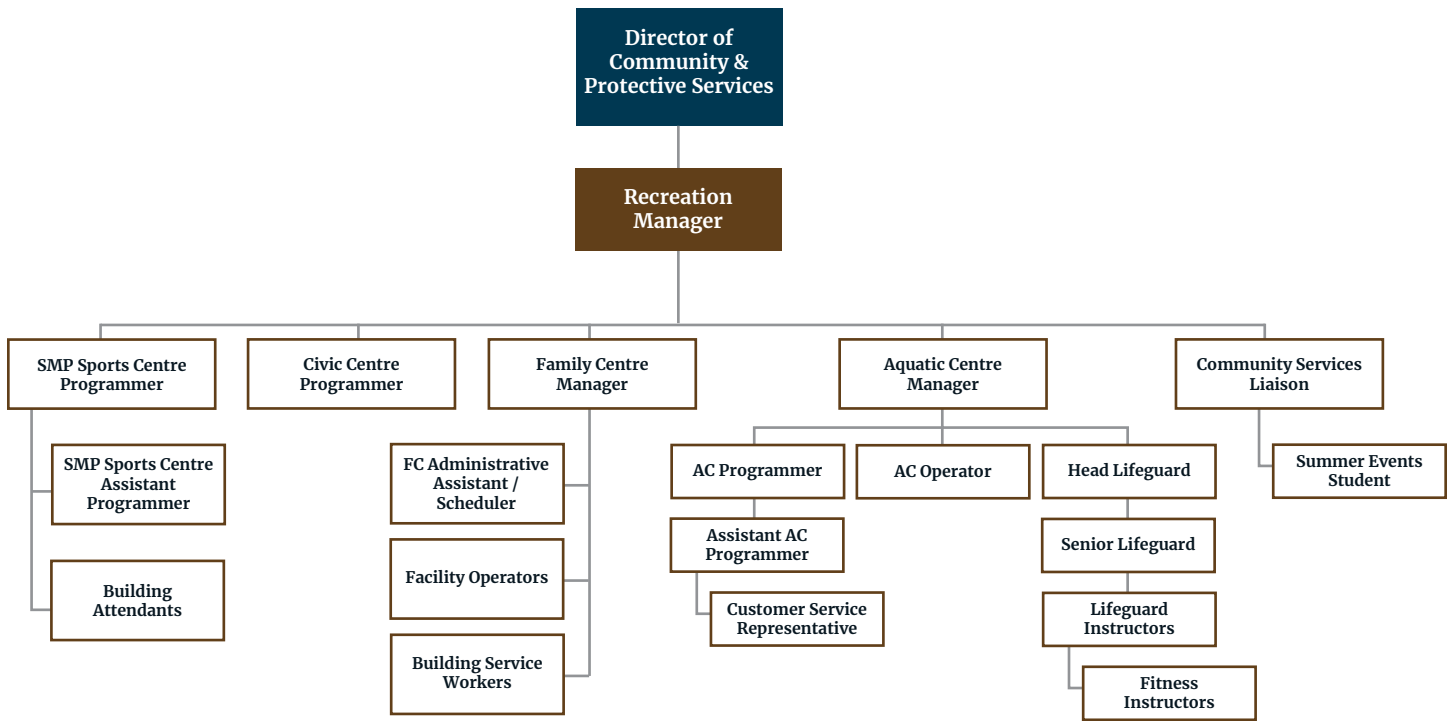 Director of
Community &
Protective Services
Recreation
Manager
SMP Sports Centre
Programmer
Civic Centre
Programmer
Family Centre
Manager
Aquatic Centre
Manager
Community Services
Liaison
SMP Sports Centre
Assistant
Programmer
Building
Attendants
FC Administrative
Assistant /
Scheduler
Facility Operators
Building Service
Workers
AC Programmer
Assistant AC
Programmer
Customer Service
Representative
AC Operator
Head Lifeguard
Senior Lifeguard
Lifeguard
Instructors
Fitness
Instructors
Summer Events
Student